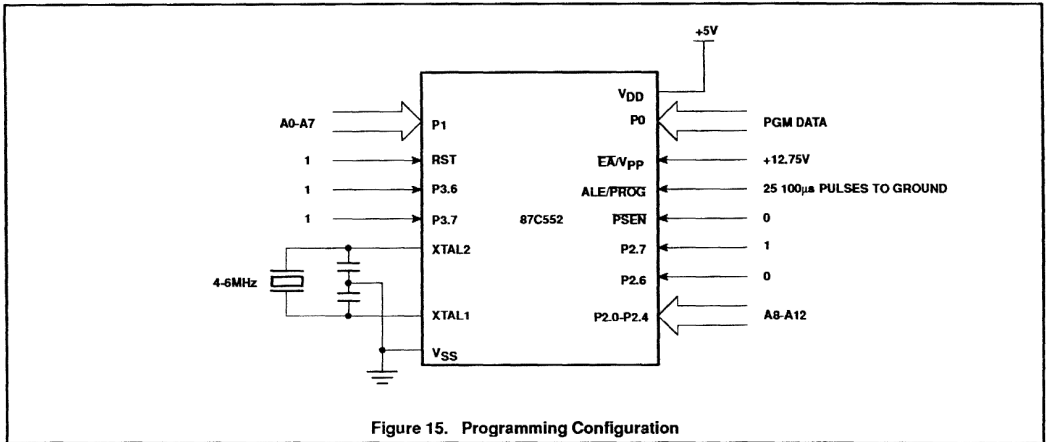 +5V
VDD
A0-A7
P1
P0
PGM DATA
1
RST
EA/VPP
+12.75V
1
P3.6
ALE/PROG
25 100µs PULSES TO GROUND
1
P3.7
87C552
PSEN
0
XTAL2
P2.7
1
4-6MHz
P2.6
0
XTAL1
P2.0-P2.4
A8-A12
VSS
Figure 15. Programming Configuration